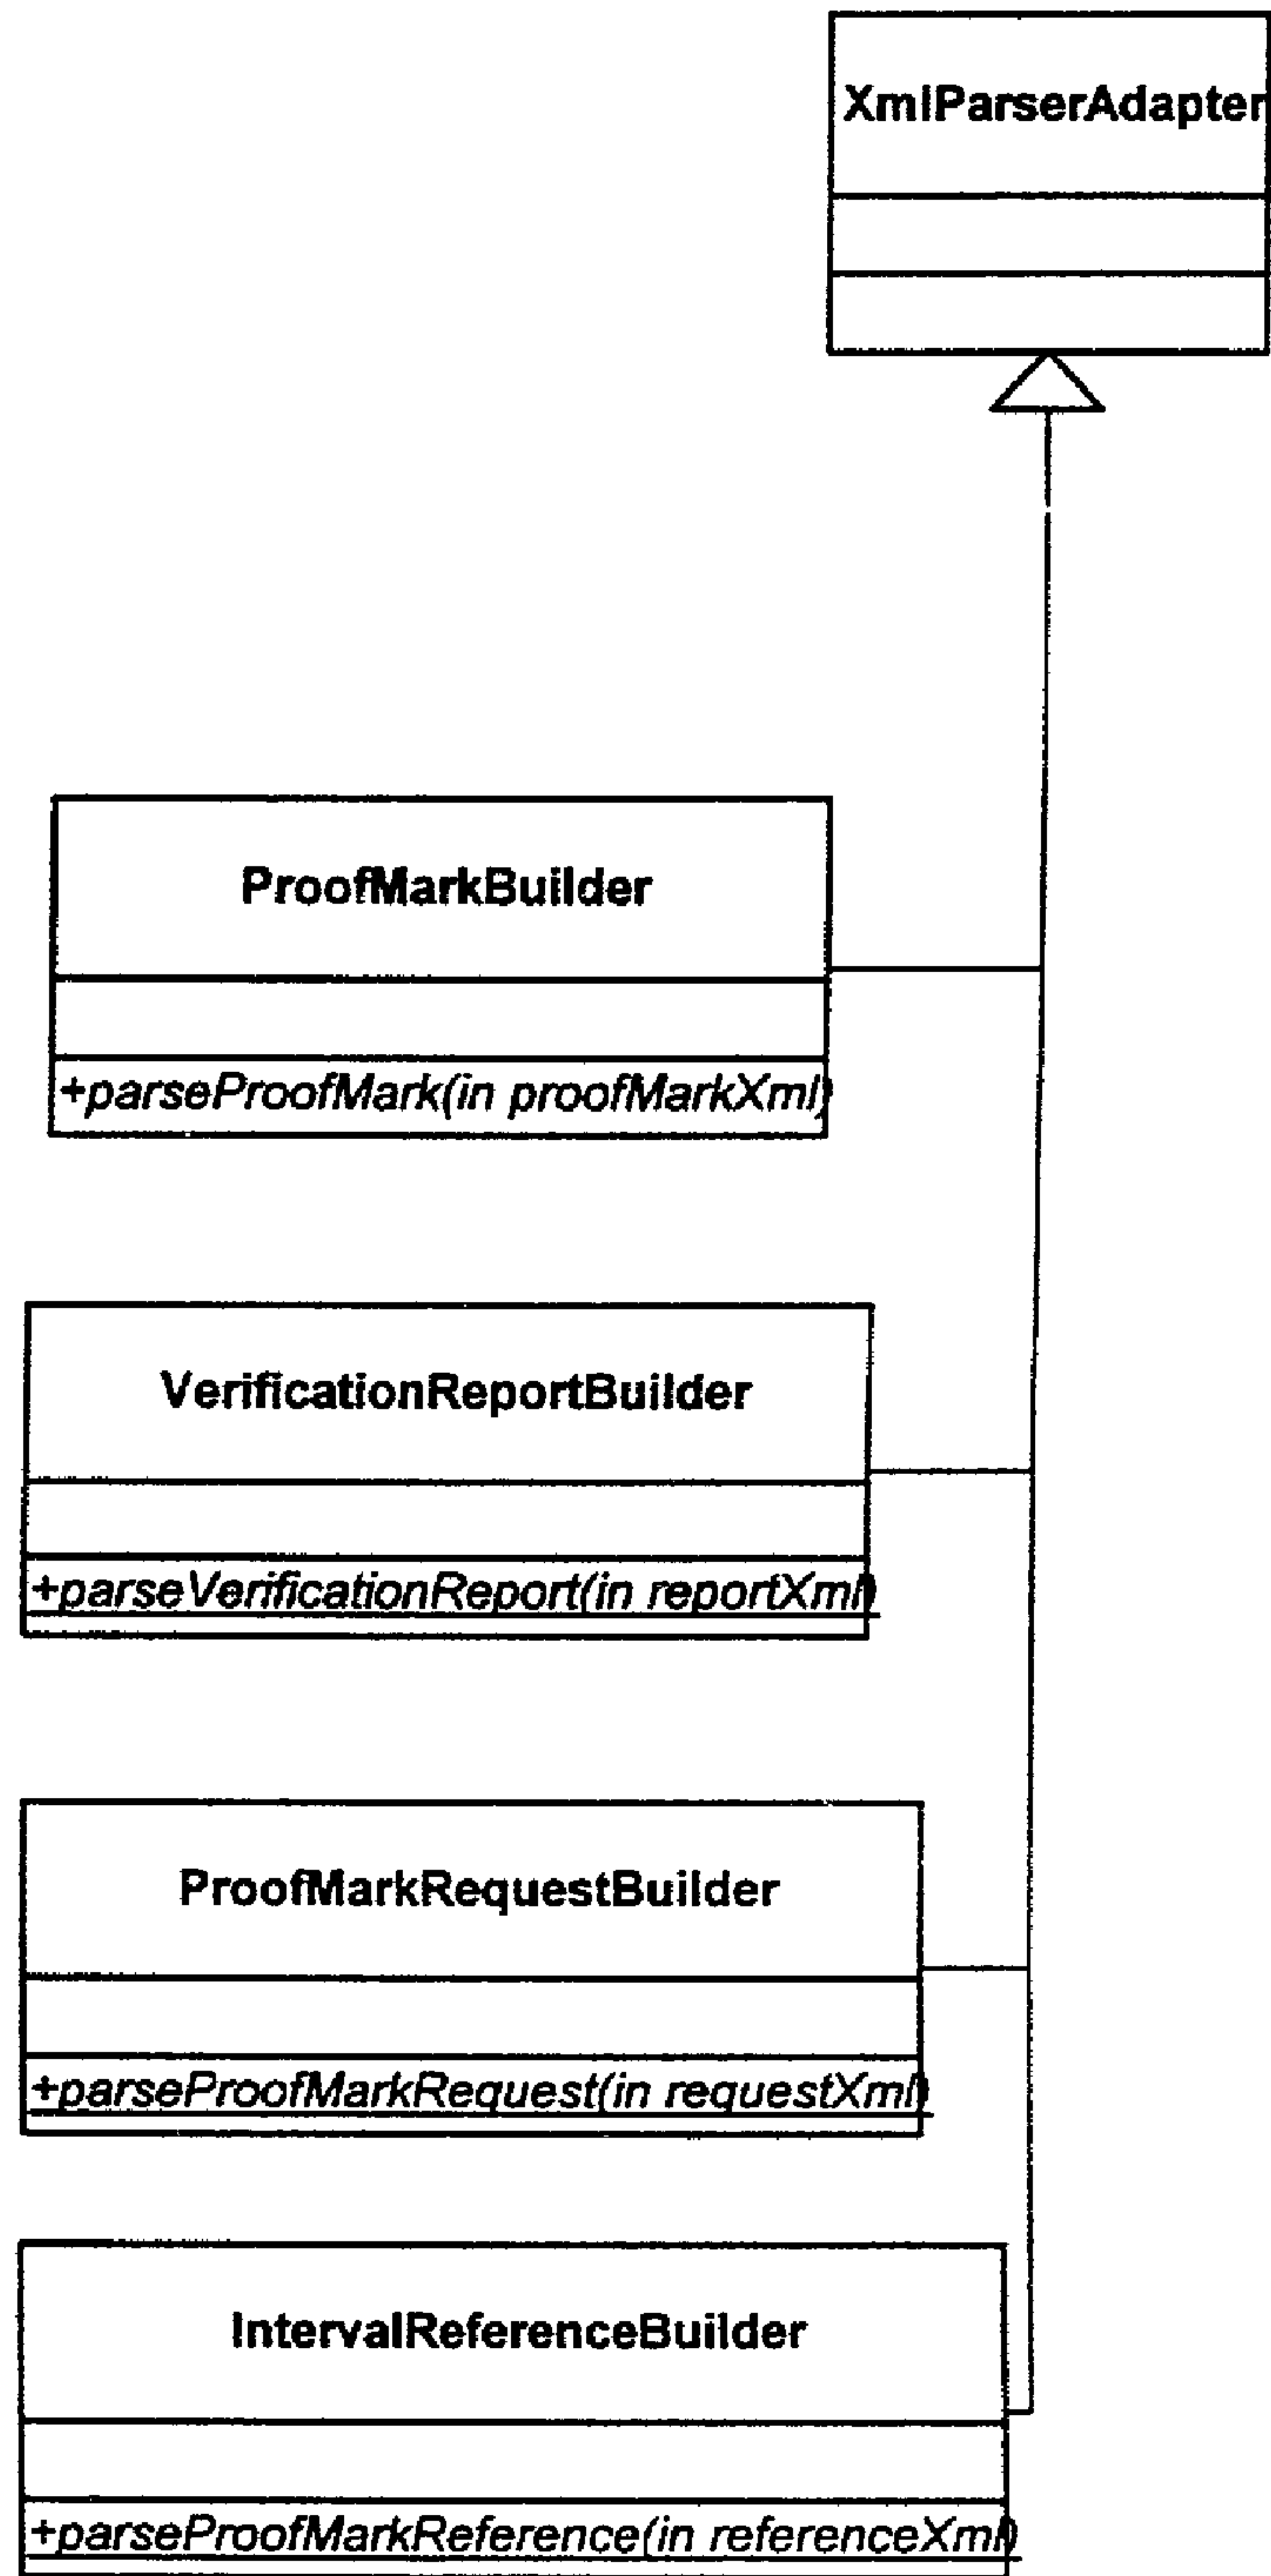 XmlParserAdapter
ProofMarkBuilder
+parseProofMark(in proofMarkXml)
VerificationReportBuilder
+parseVerificationReport(in reportXml)
ProofMarkRequestBuilder
+parseProofMarkRequest(in requestXml)
IntervalReferenceBuilder
+parseProofMarkReference(in referenceXml)